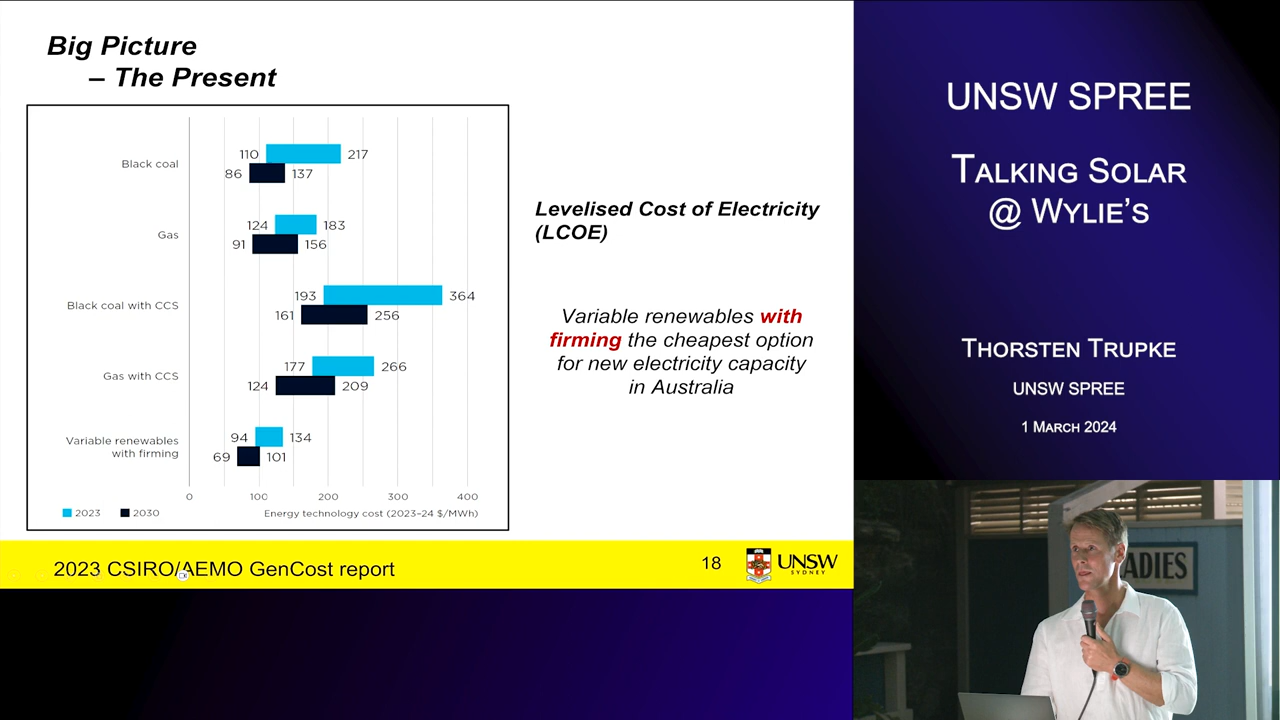 Big Picture
– The Present
Black coal
110
217
86
137
Gas
124
183
91
156
Black coal with CCS
193
364
161
256
Gas with CCS
177
266
124
209
Variable renewables
with firming
94
134
69
101
0
100
200
300
400
2023
2030
Energy technology cost (2023–24 $/MWh)
Levelised Cost of Electricity
(LCOE)
Variable renewables with
firming the cheapest option
for new electricity capacity
in Australia
2023 CSIRO/AEMO GenCost report
18
UNSW
SYDNEY
UNSW SPREE
Talking Solar
@ Wylie's
Thorsten Trupke
UNSW SPREE
1 March 2024
ADIES